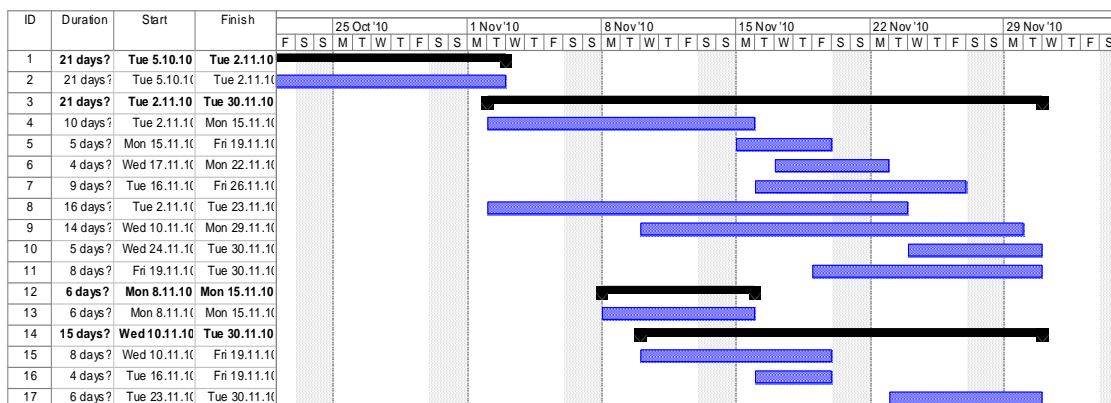 ID Duration Start Finish 25 Oct '10 1 Nov '10 8 Nov '10 15 Nov '10 22 Nov '10 29 Nov '10
F S S M T W T F S S M T W T F S S M T W T F S S M T W T F S S M T W T F S S M T W T F S
1 21 days? Tue 5.10.10 Tue 2.11.10
2 21 days? Tue 5.10.10 Tue 2.11.10
3 21 days? Tue 2.11.10 Tue 30.11.10
4 10 days? Tue 2.11.10 Mon 15.11.10
5 5 days? Mon 15.11.10 Fri 19.11.10
6 4 days? Wed 17.11.10 Mon 22.11.10
7 9 days? Tue 16.11.10 Fri 26.11.10
8 16 days? Tue 2.11.10 Tue 23.11.10
9 14 days? Wed 10.11.10 Mon 29.11.10
10 5 days? Wed 24.11.10 Tue 30.11.10
11 8 days? Fri 19.11.10 Tue 30.11.10
12 6 days? Mon 8.11.10 Mon 15.11.10
13 6 days? Mon 8.11.10 Mon 15.11.10
14 15 days? Wed 10.11.10 Tue 30.11.10
15 8 days? Wed 10.11.10 Fri 19.11.10
16 4 days? Tue 16.11.10 Fri 19.11.10
17 6 days? Tue 23.11.10 Tue 30.11.10